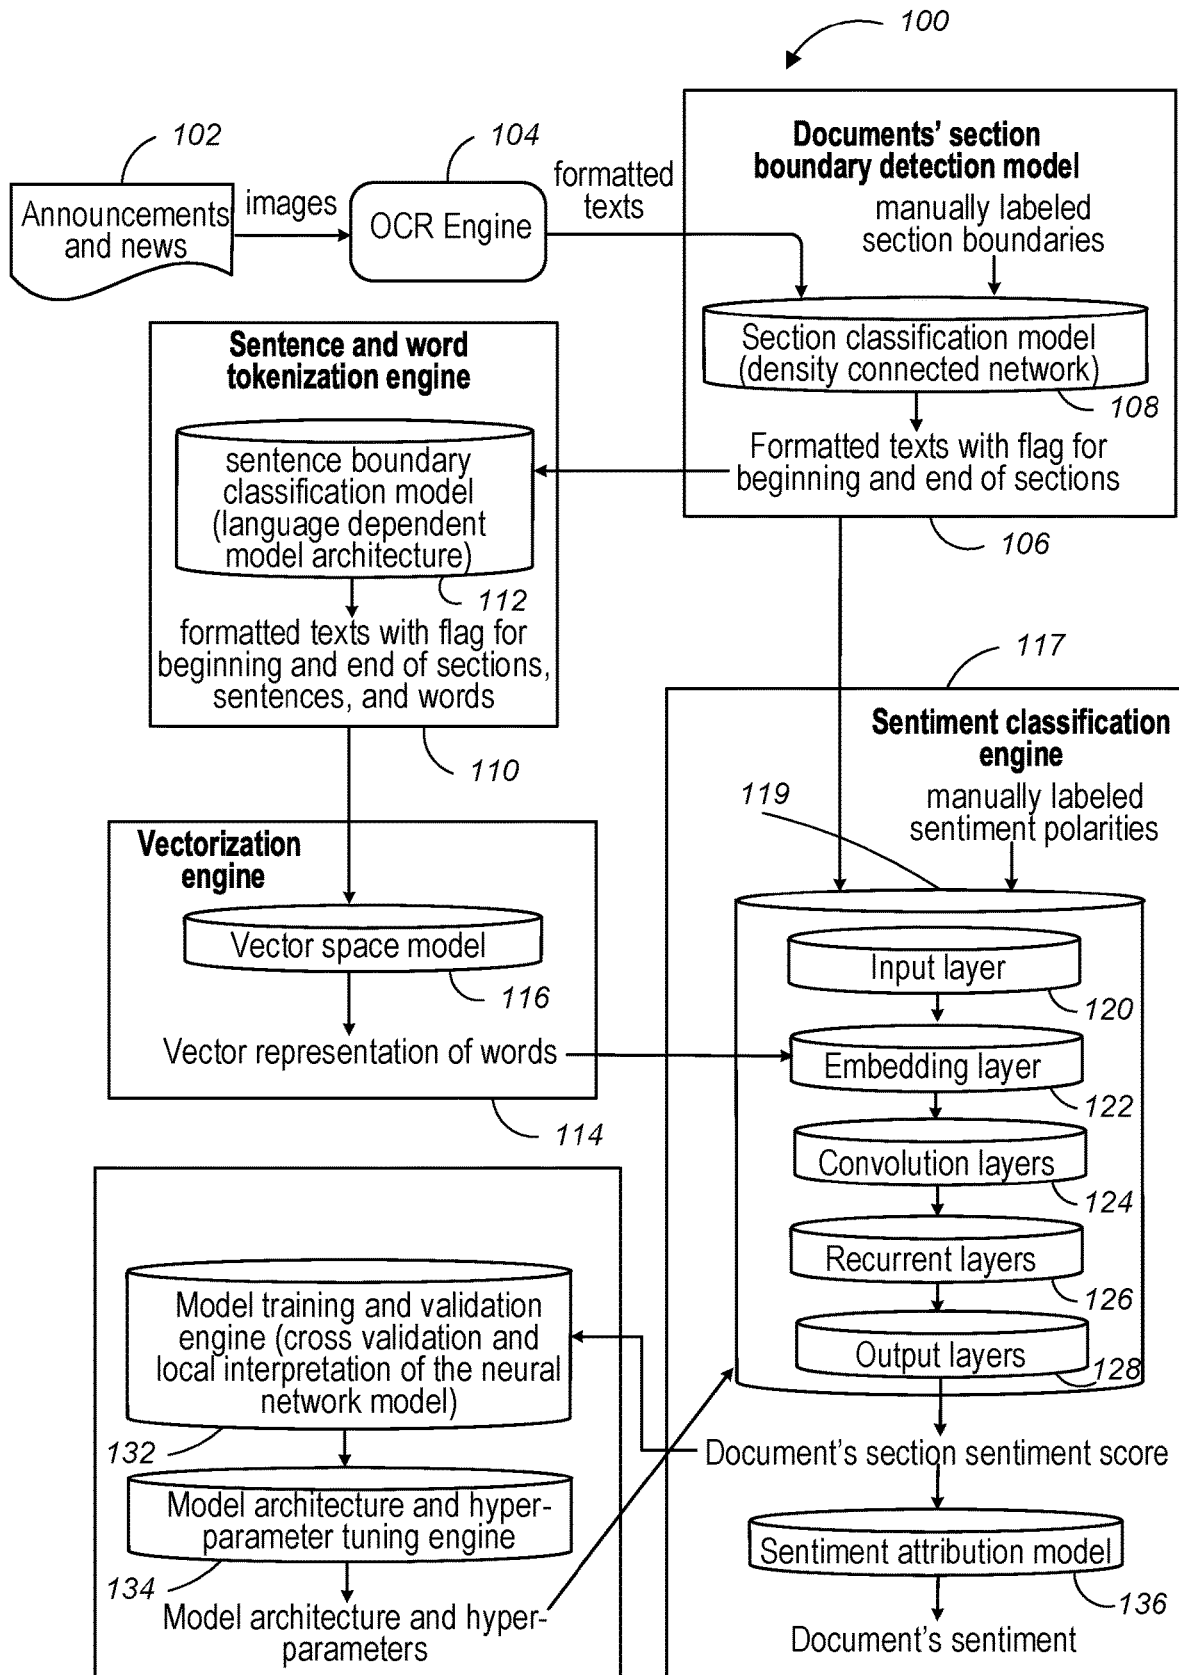 100
102
Announcements
and news
images
104
OCR Engine
formatted
texts
Documents' section
boundary detection model
manually labeled
section boundaries
Section classification model
(density connected network)
108
Formatted texts with flag for
beginning and end of sections
106
Sentence and word
tokenization engine
sentence boundary
classification model
(language dependent
model architecture)
112
formatted texts with flag for
beginning and end of sections,
sentences, and words
110
Vectorization
engine
Vector space model
116
Vector representation of words
114
117
Sentiment classification
engine
119
manually labeled
sentiment polarities
Input layer
120
Embedding layer
122
Convolution layers
124
Recurrent layers
126
Output layers
128
Document's section sentiment score
Sentiment attribution model
136
Document's sentiment
Model training and validation
engine (cross validation and
local interpretation of the neural
network model)
132
Model architecture and hyper-
parameter tuning engine
134
Model architecture and hyper-
parameters